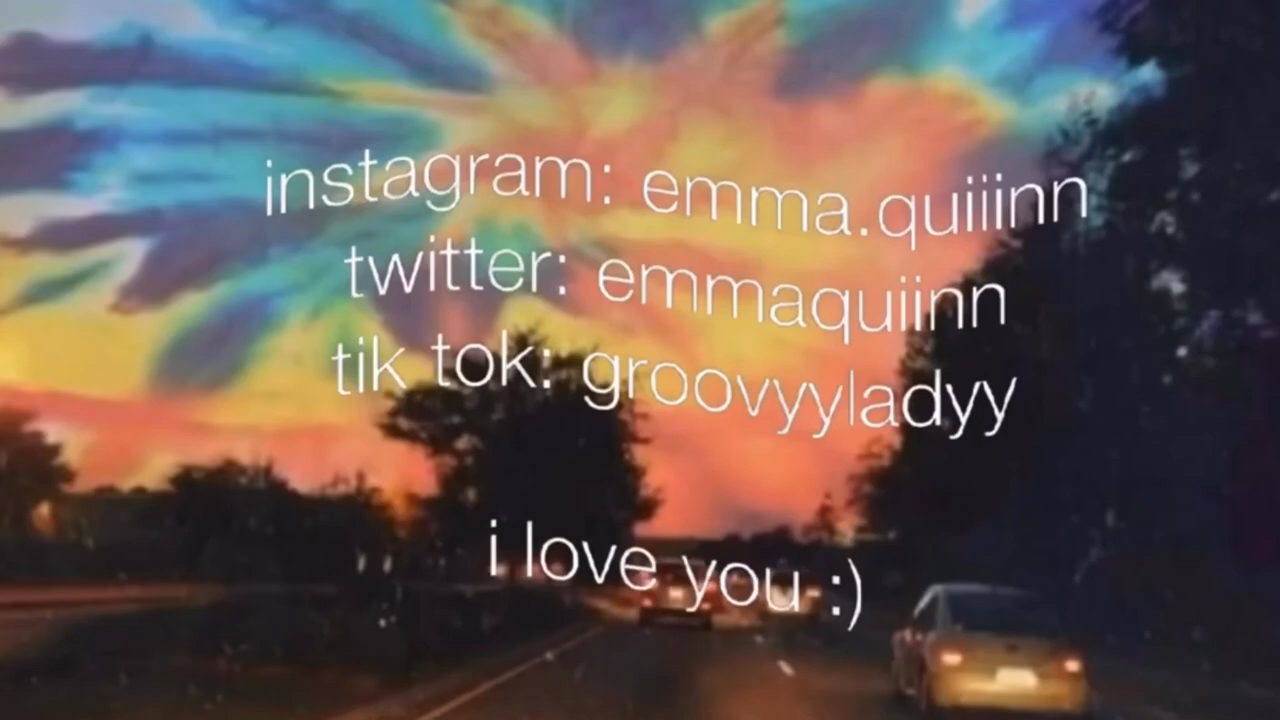 instagram: emma.quiiinn
twitter: emmaquiinn
tik tok: groovyyladyy
i love you :)